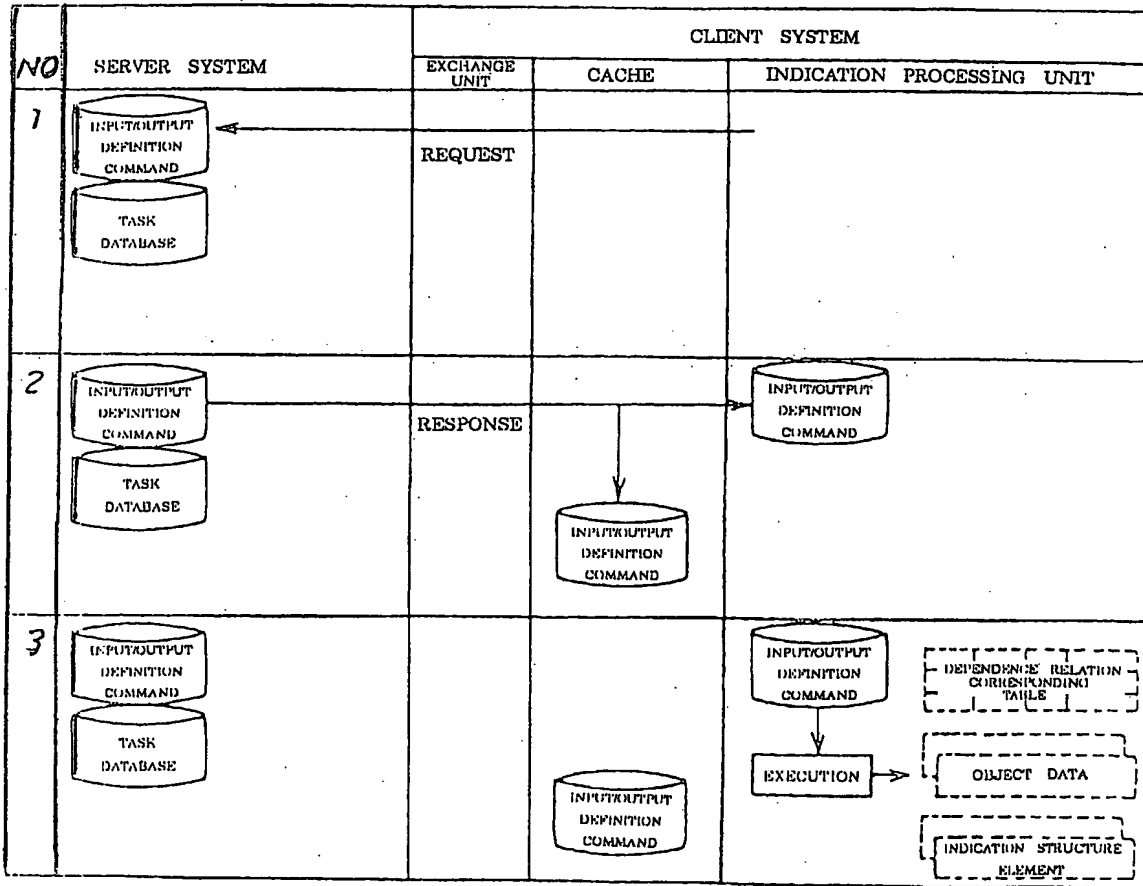 CLIENT SYSTEM
NO
SERVER SYSTEM
EXCHANGE
UNIT
CACHE
INDICATION PROCESSING UNIT
1
INPUT/OUTPUT
DEFINITION
COMMAND
REQUEST
TASK
DATABASE
2
INPUT/OUTPUT
DEFINITION
COMMAND
RESPONSE
INPUT/OUTPUT
DEFINITION
COMMAND
TASK
DATABASE
INPUT/OUTPUT
DEFINITION
COMMAND
3
INPUT/OUTPUT
DEFINITION
COMMAND
INPUT/OUTPUT
DEFINITION
COMMAND
DEPENDENCE RELATION
CORRESPONDING
TABLE
TASK
DATABASE
EXECUTION
OBJECT DATA
INPUT/OUTPUT
DEFINITION
COMMAND
INDICATION STRUCTURE
ELEMENT